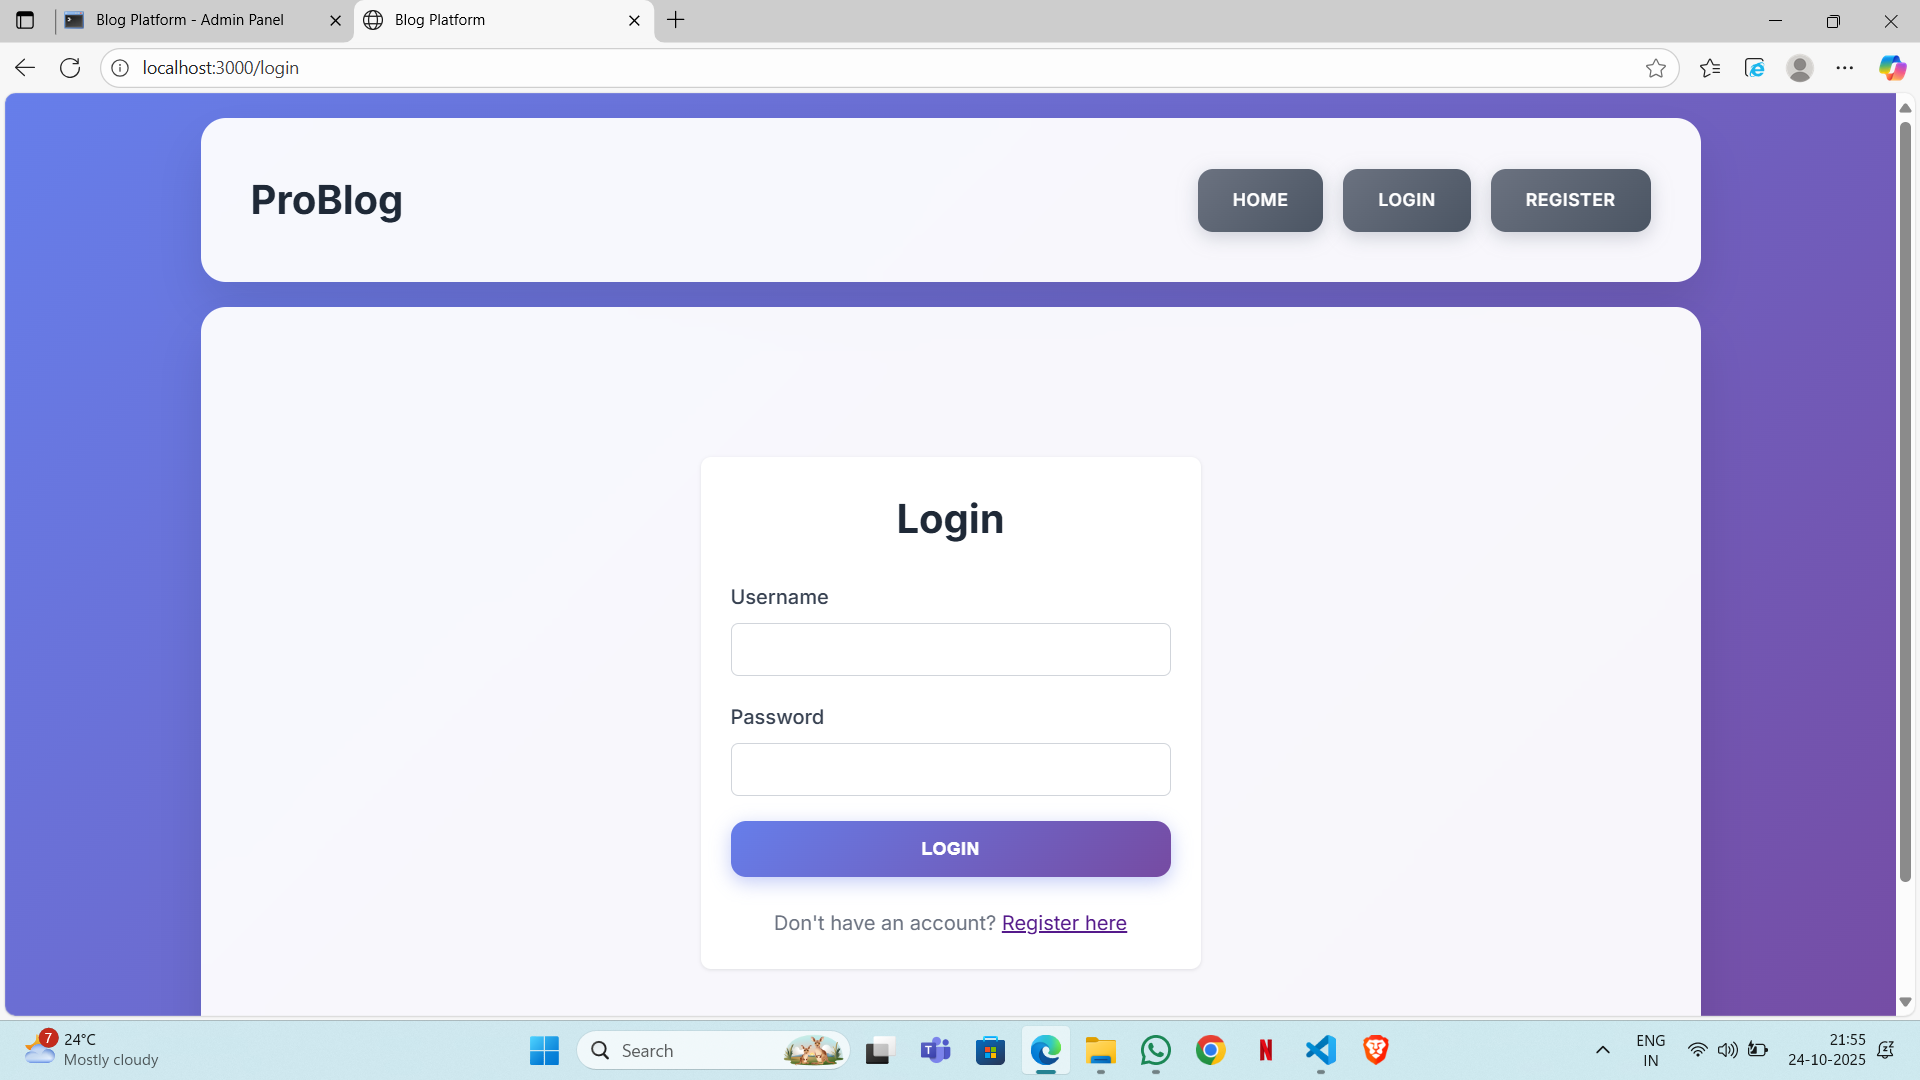 Blog Platform - Admin Panel
Blog Platform
localhost:3000/login
ProBlog
HOME
LOGIN
REGISTER
Login
Username
Password
LOGIN
Don't have an account? Register here
7
24°C
Mostly cloudy
Search
T
N
ENG
IN
21:55
24-10-2025